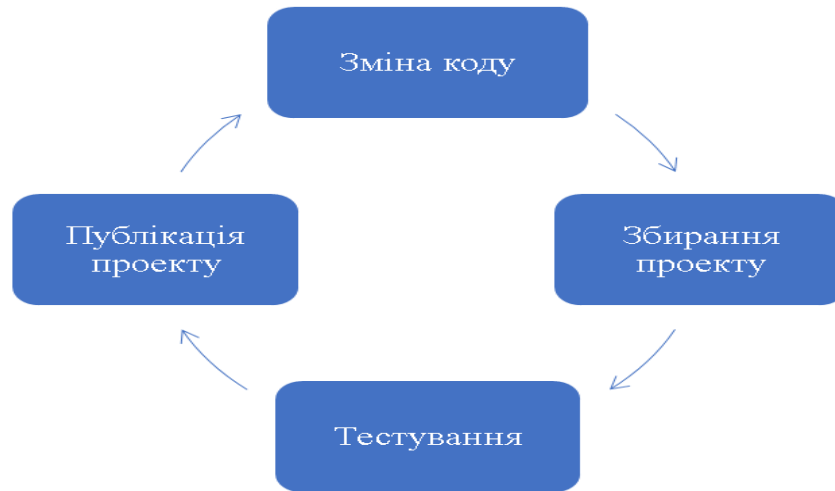 Зміна коду
Публікація
проекту
Збирання
проекту
Тестування